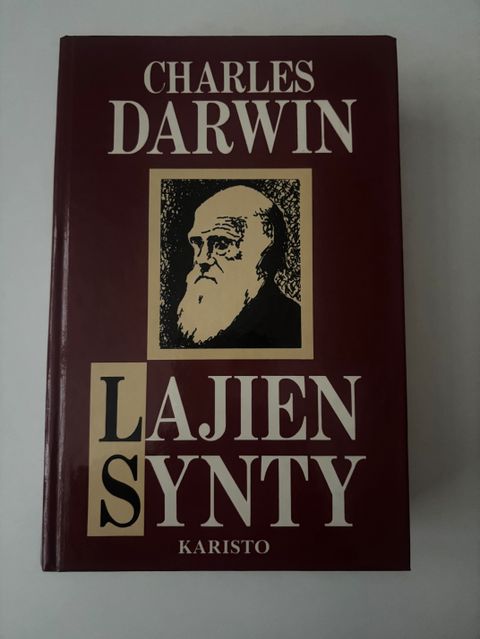 CHARLES
DARWIN
LAJIEN
SYNTY
KARISTO